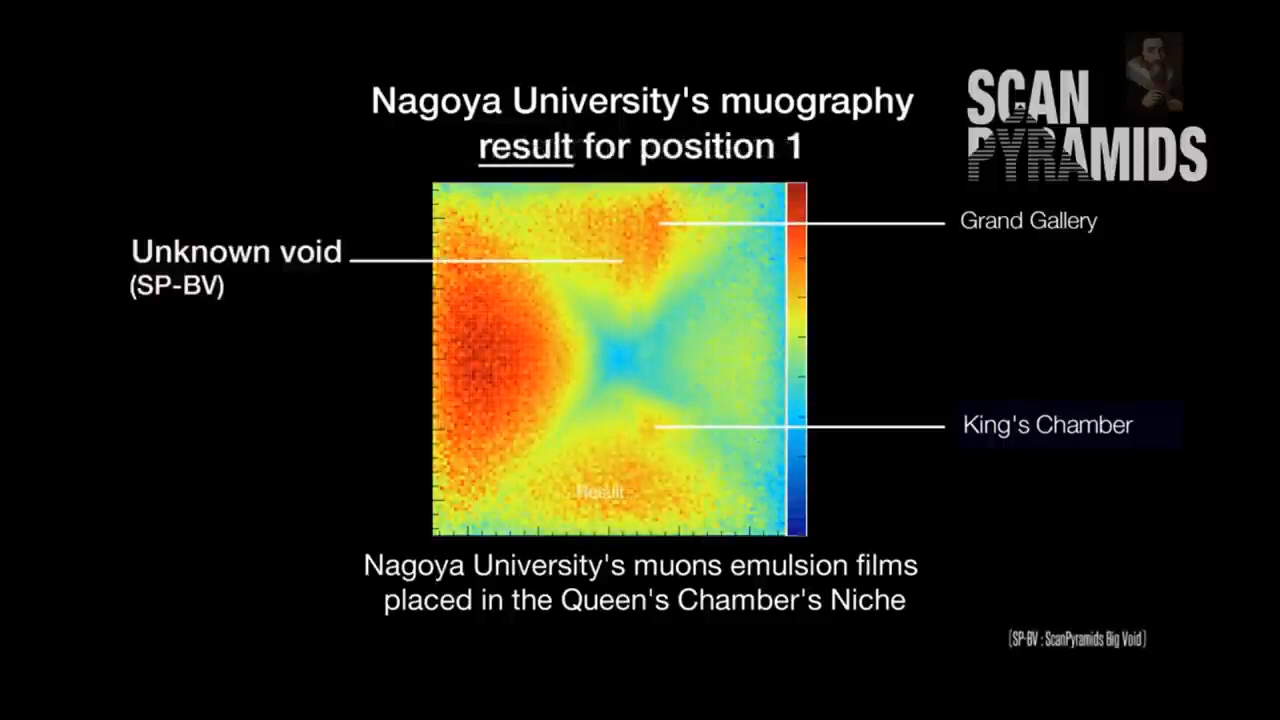 Nagoya University's muography
result for position 1
SCAN
PYRAMIDS
Grand Gallery
Unknown void
(SP-BV)
King's Chamber
Result
Nagoya University's muons emulsion films
placed in the Queen's Chamber's Niche
(SP-BV : ScanPyramids Big Void)